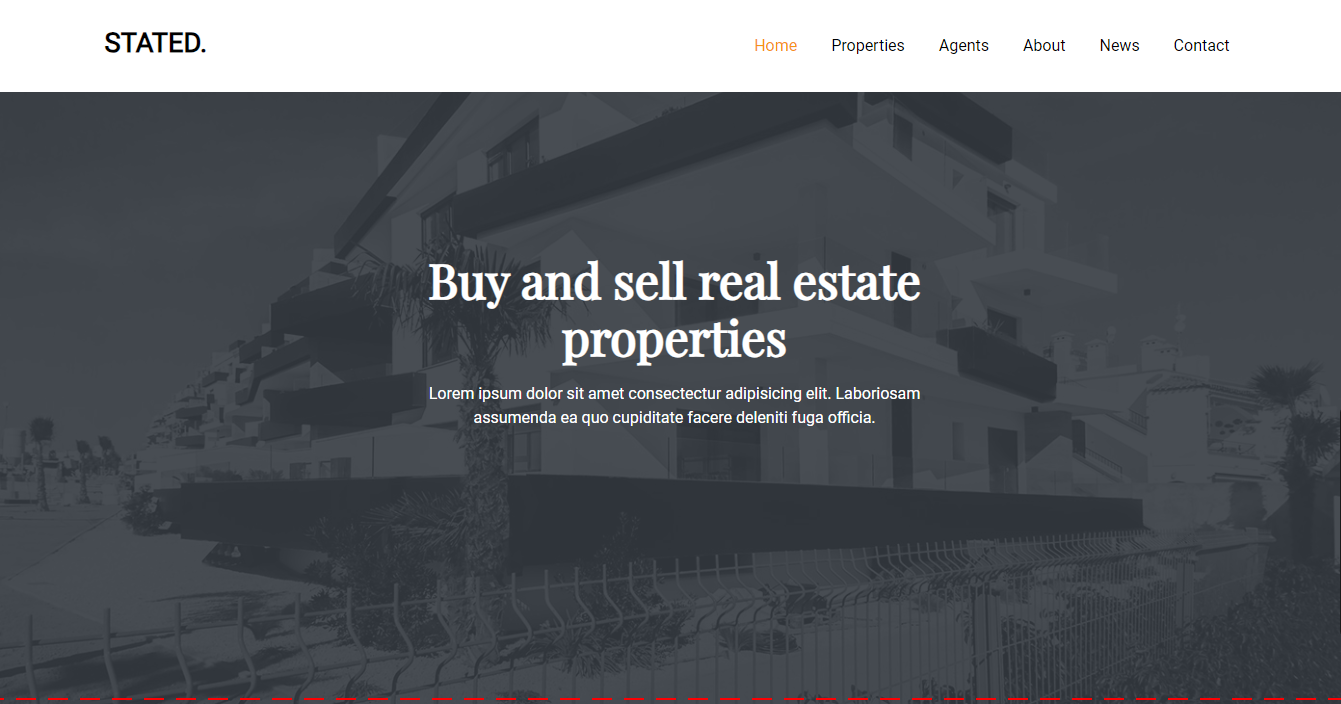 STATED.
Home Properties Agents About News Contact
Buy and sell real estate
properties
Lorem ipsum dolor sit amet consectectur adipisicing elit. Laboriosam
assumenda ea quo cupiditate facere deleniti fuga officia.